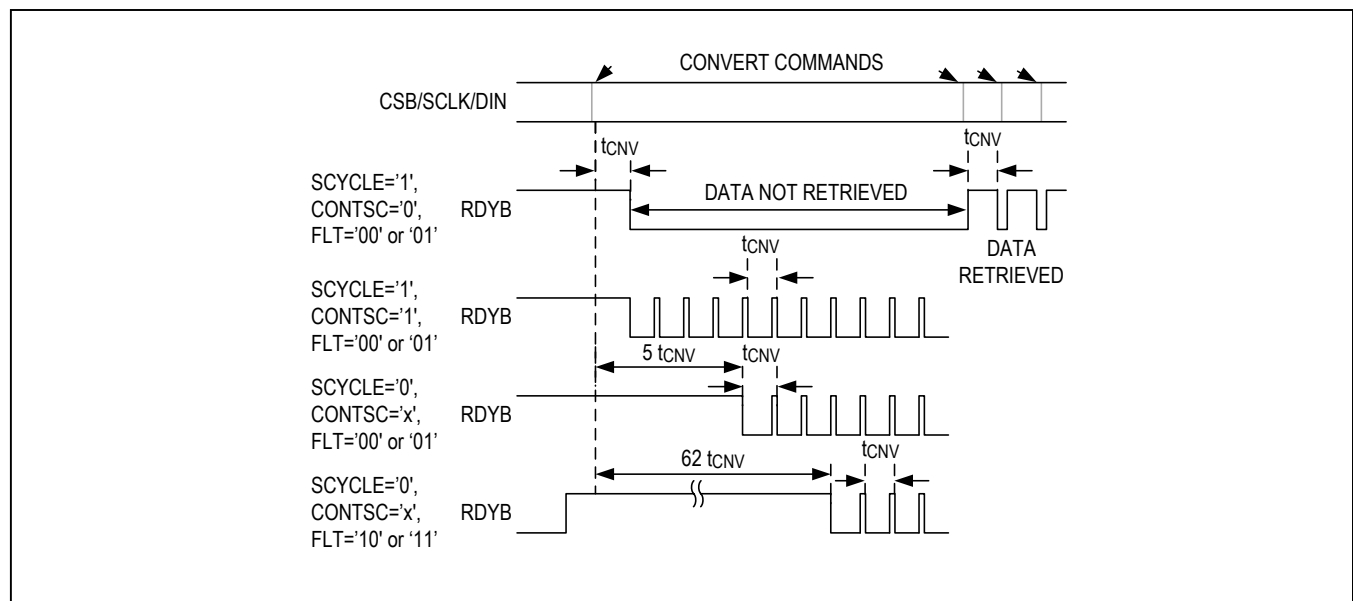 CONVERT COMMANDS
CSB/SCLK/DIN
tCNV
tCNV
SCYCLE='1',
CONTSC='0',
FLT='00' or ‘01’
RDYB
DATA NOT RETRIEVED
DATA
RETRIEVED
tCNV
SCYCLE='1',
CONTSC='1',
FLT='00' or ‘01’
RDYB
5 tCNV
tCNV
SCYCLE='0',
CONTSC='x',
FLT='00' or ‘01’
RDYB
62 tCNV
tCNV
SCYCLE='0',
CONTSC='x',
FLT='10' or ‘11’
RDYB